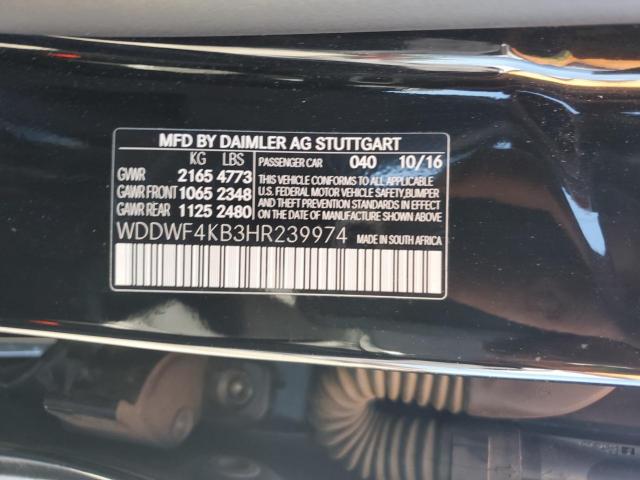 MFD BY DAIMLER AG STUTTGART
KG LBS PASSENGER CAR 040 10/16
GVWR 2165 4773 THIS VEHICLE CONFORMS TO ALL APPLICABLE
GAWR FRONT 1065 2348 U.S. FEDERAL MOTOR VEHICLE SAFETY,BUMPER
GAWR REAR 1125 2480 AND THEFT PREVENTION STANDARDS IN EFFECT
ON THE DATE OF MANUFACTURE SHOWN ABOVE.
WDDWF4KB3HR239974 MADE IN SOUTH AFRICA